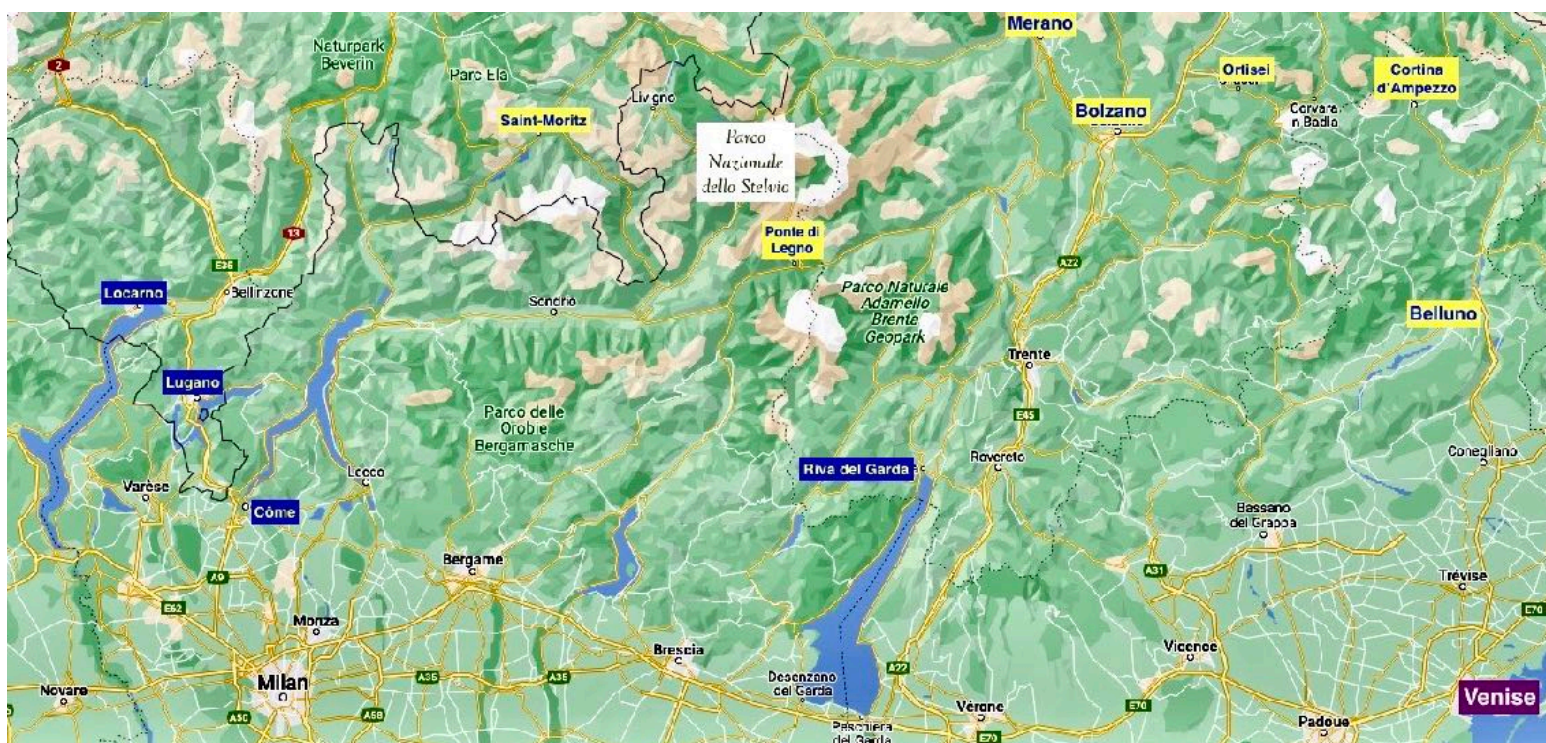 Merano
2
Naturpark
Beverin
Parc Ela
Livigno
Ortisei
Cortina
d'Ampezzo
Saint-Moritz
Bolzano
Corvara
in Badia
Parco
Nazionale
dello Stelvio
13
E35
Ponte di
Legno
A22
Locarno
Bellinzone
Sondrio
Parco Naturale
Adamello
Brenta
Geopark
Belluno
Trente
Lugano
Parco delle
Orobie
Bergamasche
E45
Lecco
Riva del Garda
Rovereto
Conegliano
Varèse
Côme
Bassano
del Grappa
Bergame
A9
A31
Trévise
E62
Monza
E70
Brescia
Vicence
Milan
A35
A35
A22
Desenzano
del Garda
Novare
A50
A58
Vérone
E70
Venise
Peschiera
del Garda
E70
Padoue